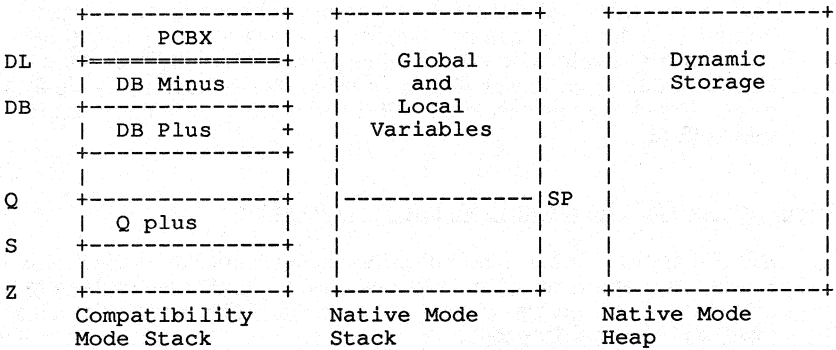 PCBX
DL
DB Minus
DB
DB Plus
Q
Q plus
S
Z
Compatibility
Mode Stack
Global
and
Local
Variables
SP
Native Mode
Stack
Dynamic
Storage
Native Mode
Heap